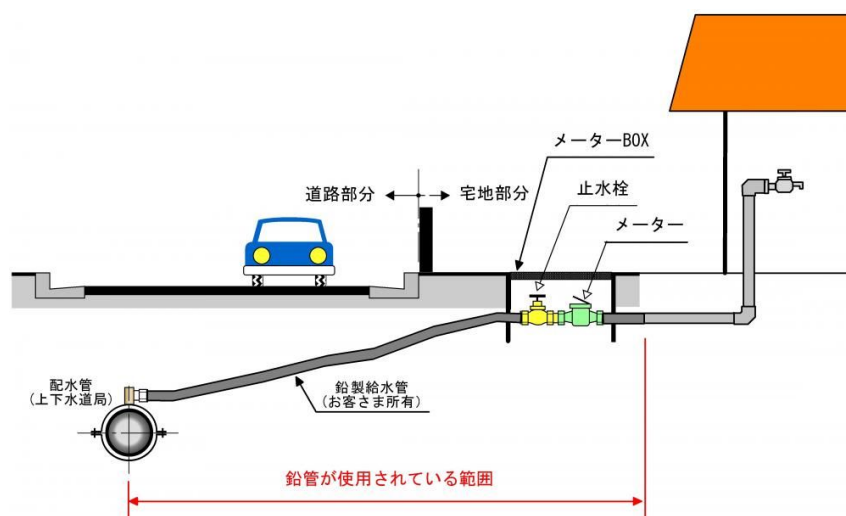 メーターBOX
道路部分
宅地部分
止水栓
メーター
配水管
(上下水道局)
鉛製給水管
(お客さま所有)
鉛管が使用されている範囲